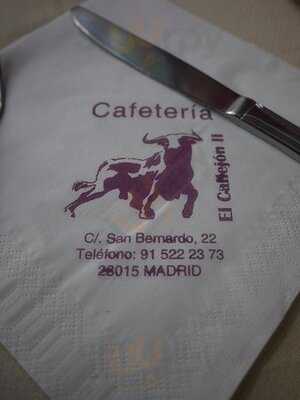 Cafetería
El Callejón II
C/. San Bernardo, 22
Teléfono: 91 522 23 73
28015 MADRID